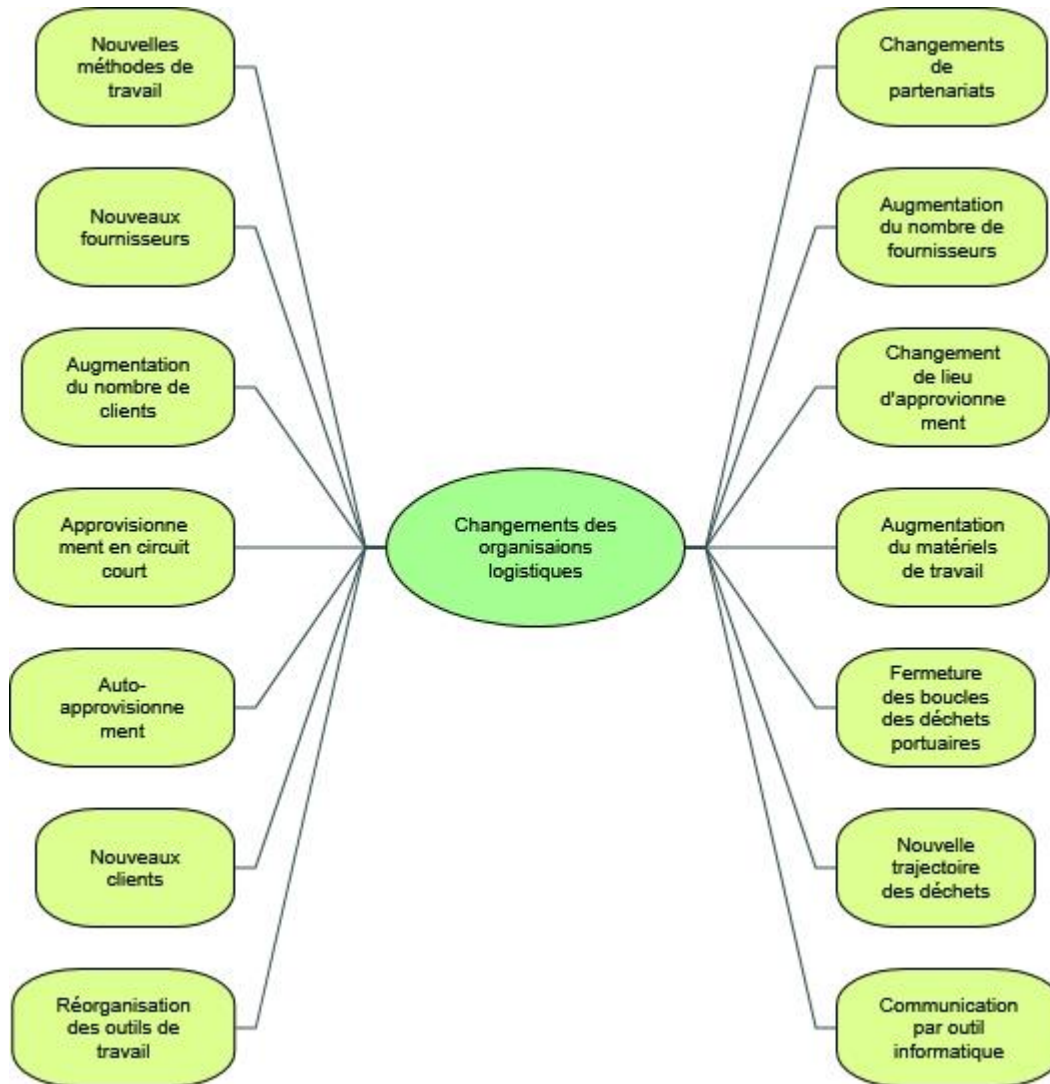 Nouvelles
méthodes de
travail
Nouveaux
fournisseurs
Augmentation
du nombre de
clients
Approvisionne
ment en circuit
court
Auto-
approvisionne
ment
Nouveaux
clients
Réorganisation
des outils de
travail
Changements des
organisaions
logistiques
Changements
de
partenariats
Augmentation
du nombre de
fournisseurs
Changement
de lieu
d'approvionne
ment
Augmentation
du matériels
de travail
Fermeture
des boucles
des déchets
portuaires
Nouvelle
trajectoire
des déchets
Communication
par outil
informatique